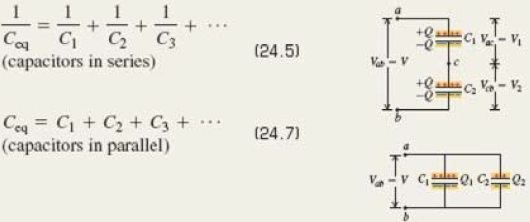 1/C_eq = 1/C_1 + 1/C_2 + 1/C_3 + ⋯
(capacitors in series)
(24.5)
C_eq = C_1 + C_2 + C_3 + ⋯
(capacitors in parallel)
(24.7)
a
+Q
−Q
C_1
V_ac = V_1
V_ab = V
c
+Q
−Q
C_2
V_cb = V_2
b
a
V_ab = V
C_1
Q_1
C_2
Q_2
b